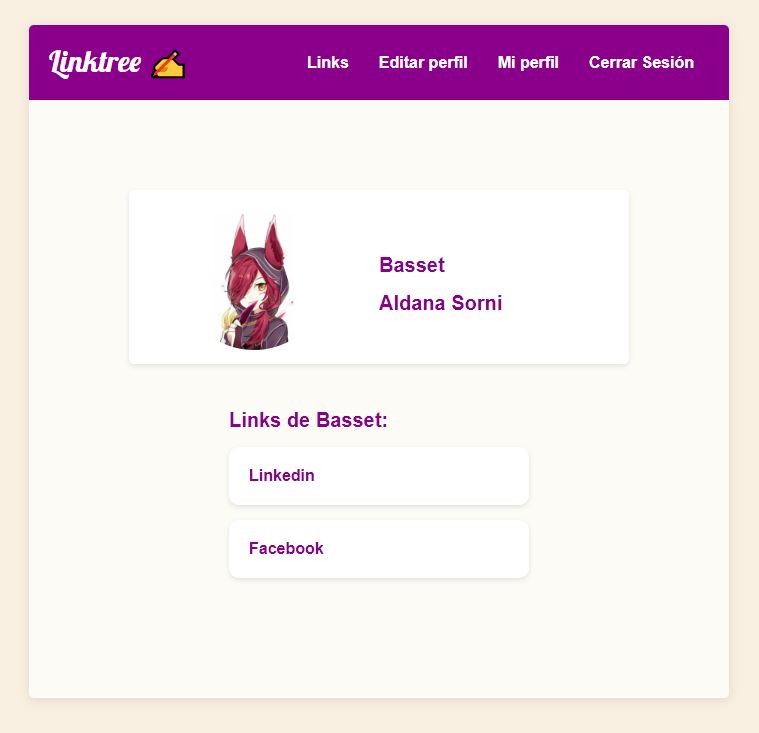 Linktree ✍️
Links Editar perfil Mi perfil Cerrar Sesión
Basset
Aldana Sorni
Links de Basset:
Linkedin
Facebook